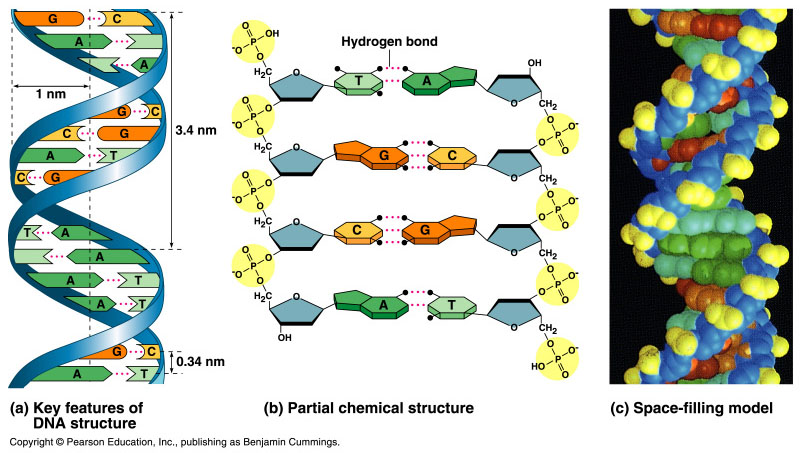 G C
A
A
1 nm
G C
C G
3.4 nm
A T
C G
T A
A
A T
A T
G C
0.34 nm
A T
(a) Key features of
DNA structure
Hydrogen bond
O
O⁻ P OH
O
H₂C
O
T A
OH
O
CH₂
O
O⁻ P O
O
H₂C
O
G C
O
O
P O⁻
O
CH₂
O
O⁻ P O
O
H₂C
O
C G
O
O
P O⁻
O
CH₂
O
O⁻ P O
O
H₂C
O
OH
A T
O
O
P O⁻
O
CH₂
O
O
HO P O⁻
O
(b) Partial chemical structure
(c) Space-filling model
Copyright © Pearson Education, Inc., publishing as Benjamin Cummings.